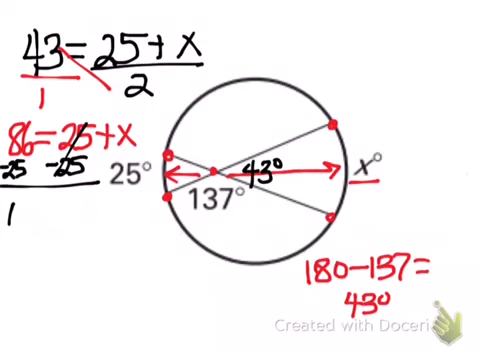 43 = 25 + x
1 2
86 = 25 + x
-25 -25
1
25°
43°
137°
x°
180 - 137 =
43°
Created with Doceri